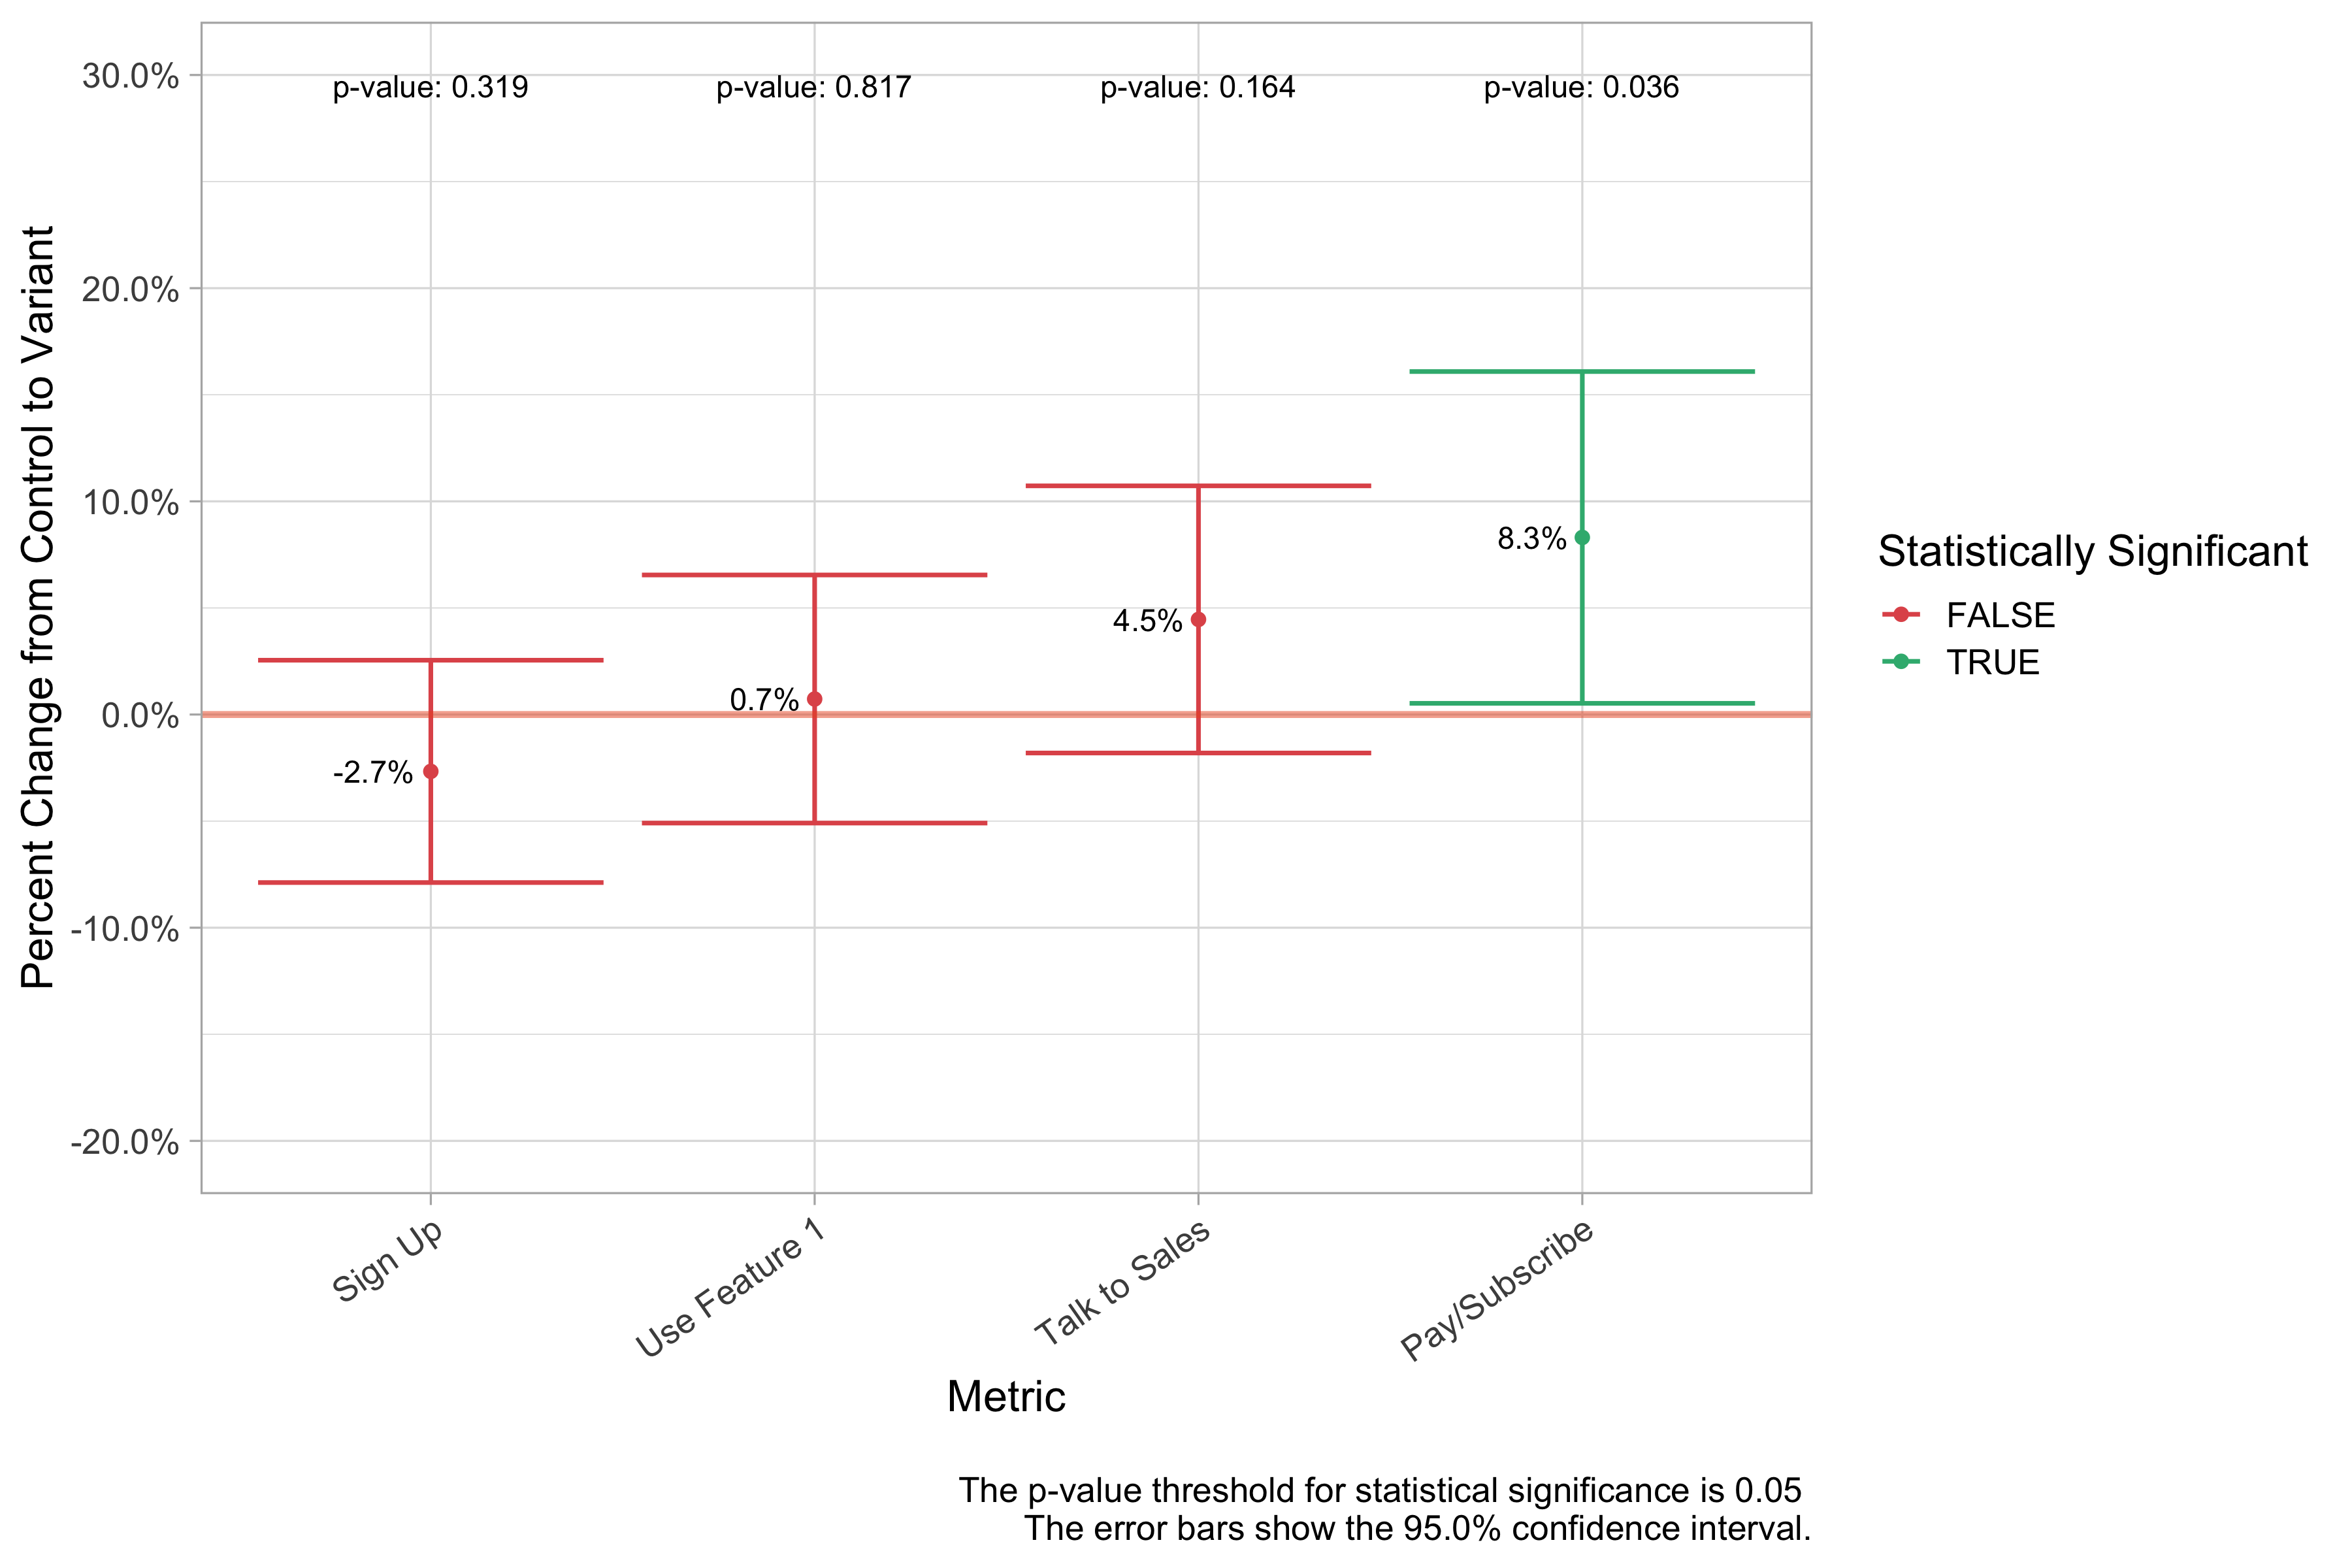 Percent Change from Control to Variant
30.0%
20.0%
10.0%
0.0%
-10.0%
-20.0%
p-value: 0.319
p-value: 0.817
p-value: 0.164
p-value: 0.036
-2.7%
0.7%
4.5%
8.3%
Sign Up
Use Feature 1
Talk to Sales
Pay/Subscribe
Metric
Statistically Significant
FALSE
TRUE
The p-value threshold for statistical significance is 0.05
The error bars show the 95.0% confidence interval.